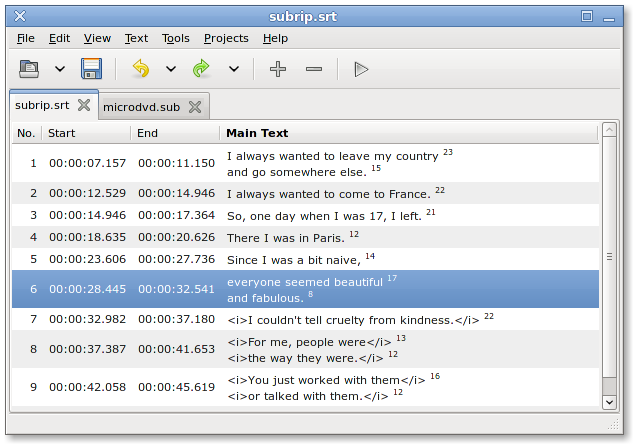 subrip.srt
File Edit View Text Tools Projects Help
subrip.srt microdvd.sub
No. Start End Main Text
1 00:00:07.157 00:00:11.150 I always wanted to leave my country 23
and go somewhere else. 15
2 00:00:12.529 00:00:14.946 I always wanted to come to France. 22
3 00:00:14.946 00:00:17.364 So, one day when I was 17, I left. 21
4 00:00:18.635 00:00:20.626 There I was in Paris. 12
5 00:00:23.606 00:00:27.736 Since I was a bit naive, 14
6 00:00:28.445 00:00:32.541 everyone seemed beautiful 17
and fabulous. 8
7 00:00:32.982 00:00:37.180 <i>I couldn't tell cruelty from kindness.</i> 22
8 00:00:37.387 00:00:41.653 <i>For me, people were</i> 13
<i>the way they were.</i> 12
9 00:00:42.058 00:00:45.619 <i>You just worked with them</i> 16
<i>or talked with them.</i> 12